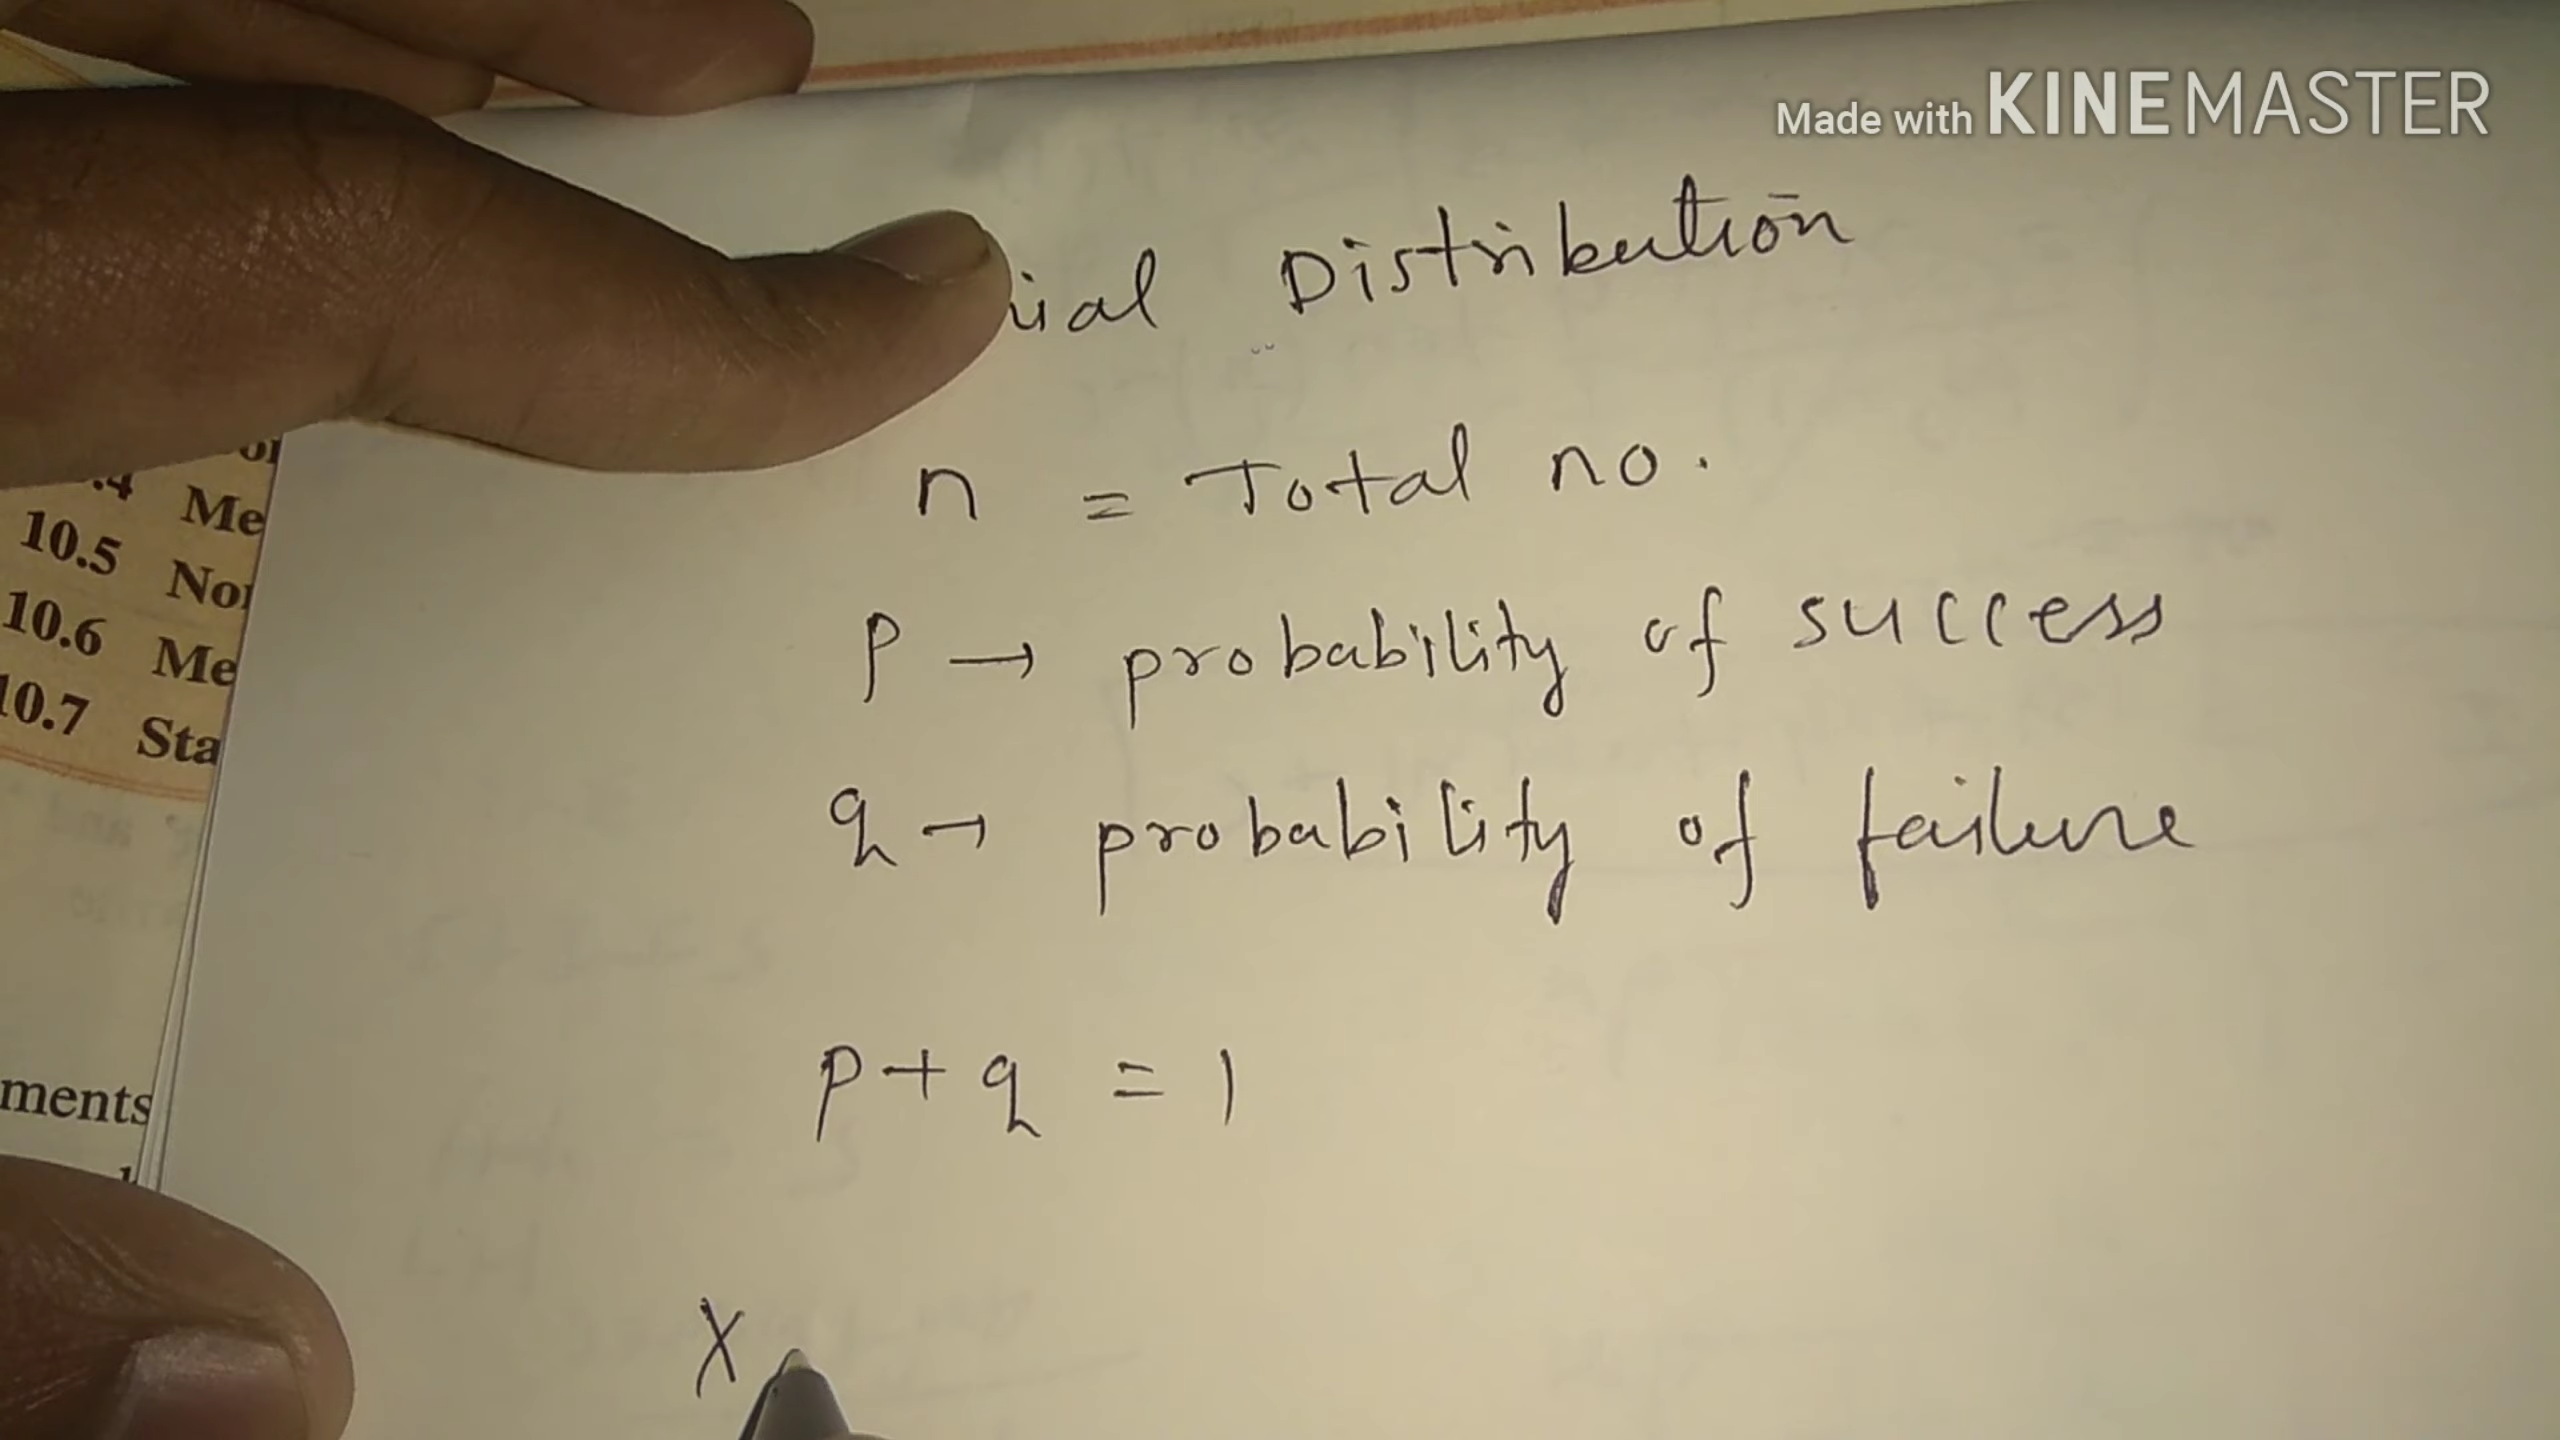 Made with KINEMASTER
ial Distribution
n = Total no.
p → probability of success
q → probability of failure
p + q = 1
X
.4 Me
10.5 No
10.6 Me
10.7 Sta
ments